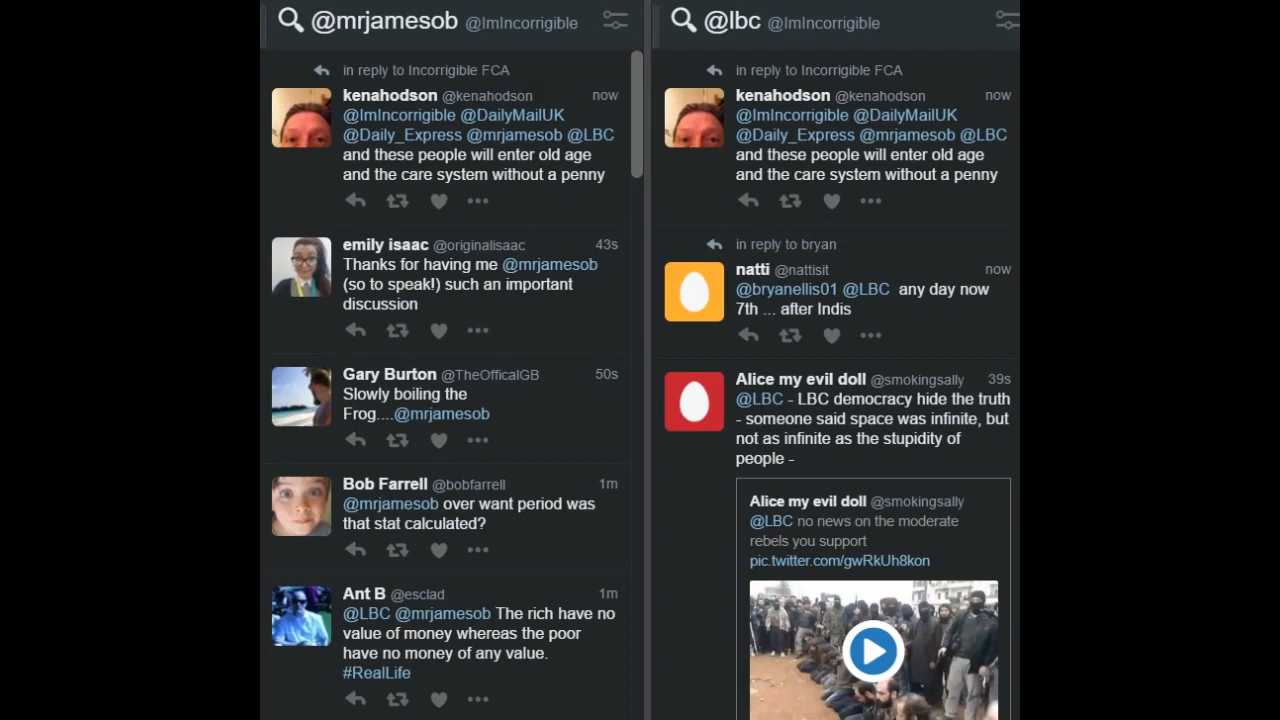 @mrjamesob @ImIncorrigible
in reply to Incorrigible FCA
kenahodson @kenahodson now
@ImIncorrigible @DailyMailUK
@Daily_Express @mrjamesob @LBC
and these people will enter old age
and the care system without a penny
emily isaac @originalisaac 43s
Thanks for having me @mrjamesob
(so to speak!) such an important
discussion
Gary Burton @TheOfficalGB 50s
Slowly boiling the
Frog....@mrjamesob
Bob Farrell @bobfarrell 1m
@mrjamesob over want period was
that stat calculated?
Ant B @esclad 1m
@LBC @mrjamesob The rich have no
value of money whereas the poor
have no money of any value.
#RealLife
@lbc @ImIncorrigible
in reply to Incorrigible FCA
kenahodson @kenahodson now
@ImIncorrigible @DailyMailUK
@Daily_Express @mrjamesob @LBC
and these people will enter old age
and the care system without a penny
in reply to bryan
natti @nattisit now
@bryanellis01 @LBC any day now
7th ... after Indis
Alice my evil doll @smokingsally 39s
@LBC - LBC democracy hide the truth
- someone said space was infinite, but
not as infinite as the stupidity of
people -
Alice my evil doll @smokingsally
@LBC no news on the moderate
rebels you support
pic.twitter.com/gwRkUh8kon